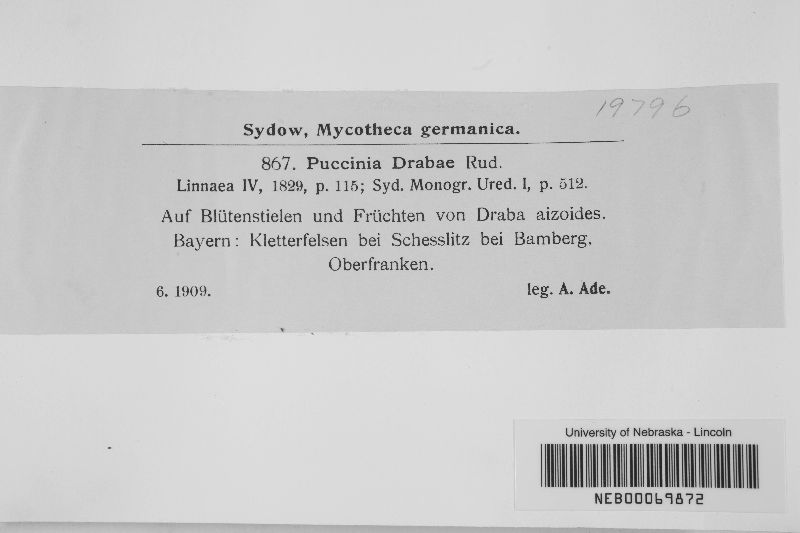 19796
Sydow, Mycotheca germanica.
867. Puccinia Drabae Rud.
Linnaea IV, 1829, p. 115; Syd. Monogr. Ured. I, p. 512.
Auf Blütenstielen und Früchten von Draba aizoides.
Bayern: Kletterfelsen bei Schesslitz bei Bamberg,
Oberfranken.
6. 1909. leg. A. Ade.
University of Nebraska - Lincoln
NEB00069872